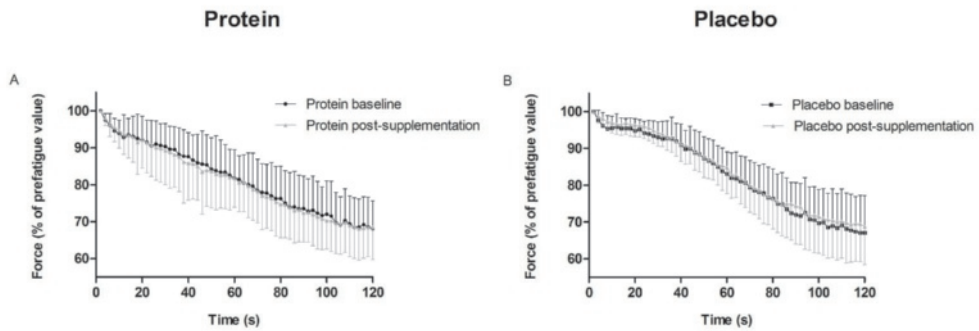 Protein
Placebo
A
Protein baseline
Protein post-supplementation
Force (% of prefatigue value)
100
90
80
70
60
0 20 40 60 80 100 120
Time (s)
B
Placebo baseline
Placebo post-supplementation
Force (% of prefatigue value)
100
90
80
70
60
0 20 40 60 80 100 120
Time (s)